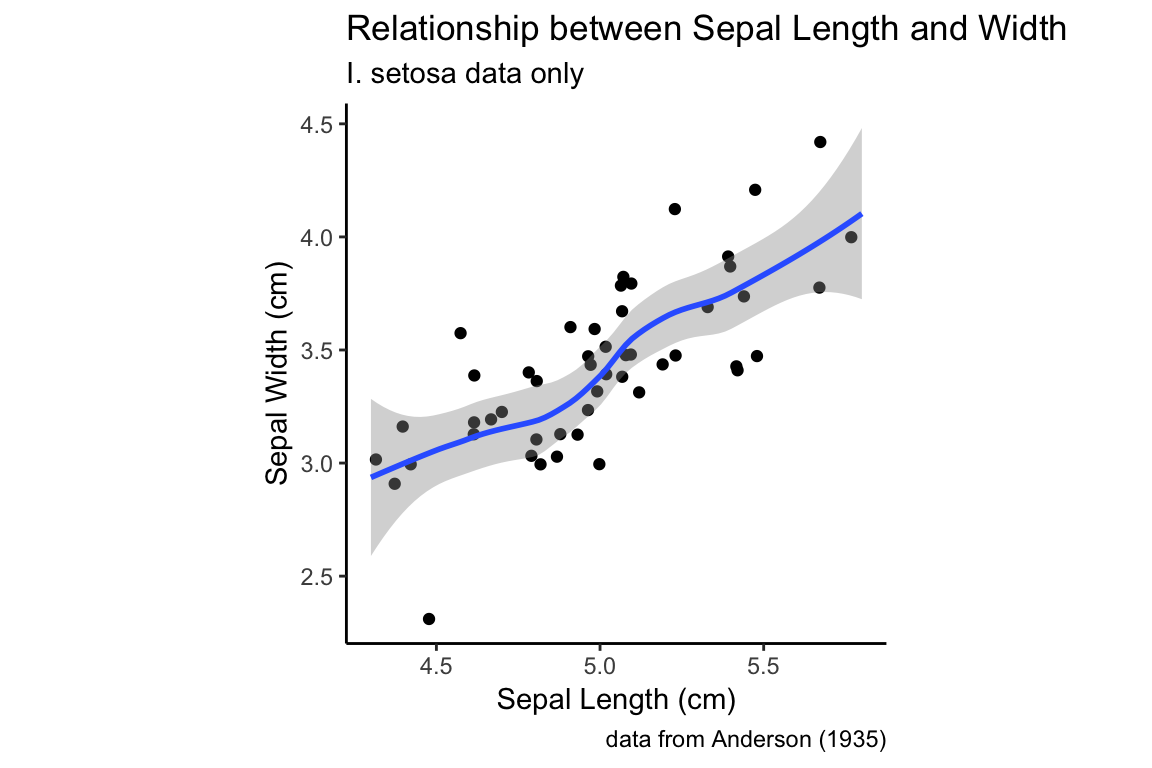 Relationship between Sepal Length and Width
I. setosa data only
4.5
4.0
3.5
3.0
2.5
Sepal Width (cm)
4.5 5.0 5.5
Sepal Length (cm)
data from Anderson (1935)